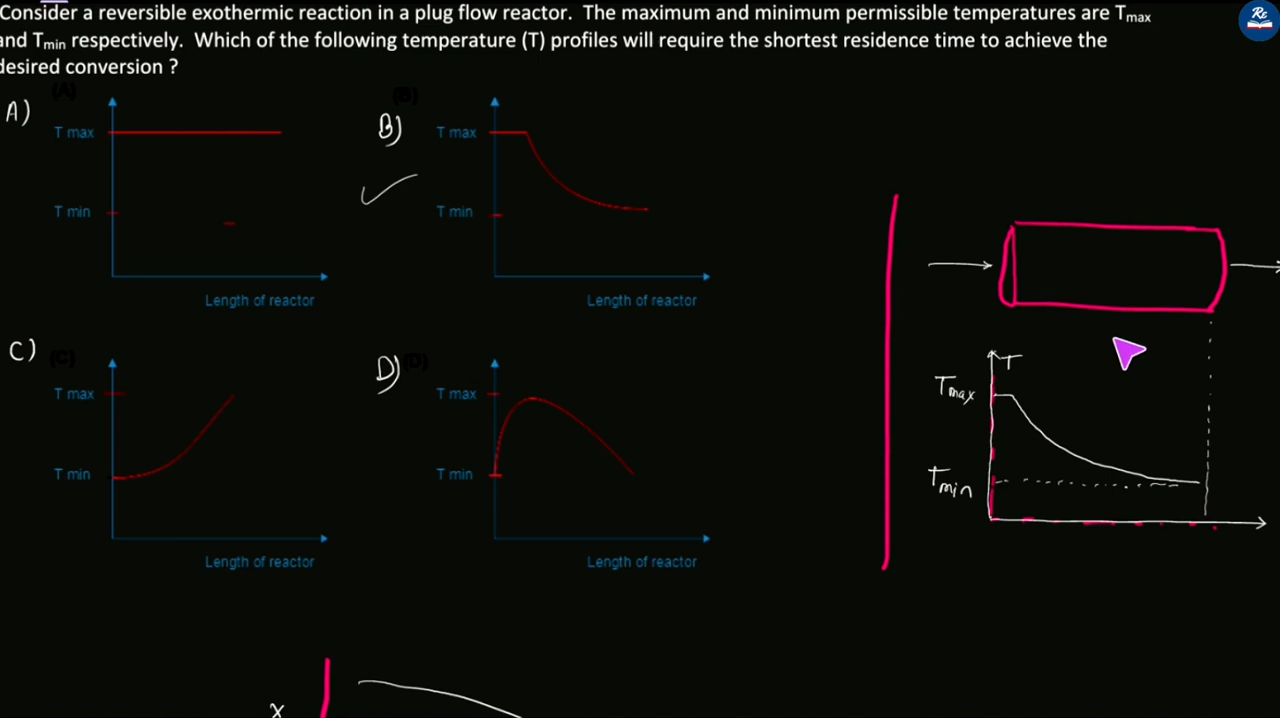 Consider a reversible exothermic reaction in a plug flow reactor. The maximum and minimum permissible temperatures are Tmax
and Tmin respectively. Which of the following temperature (T) profiles will require the shortest residence time to achieve the
desired conversion ?
Re
A)
(A)
T max
T min
Length of reactor
B)
(B)
T max
T min
Length of reactor
C)
(C)
T max
T min
Length of reactor
D)
(D)
T max
T min
Length of reactor
T
Tmax
Tmin
x